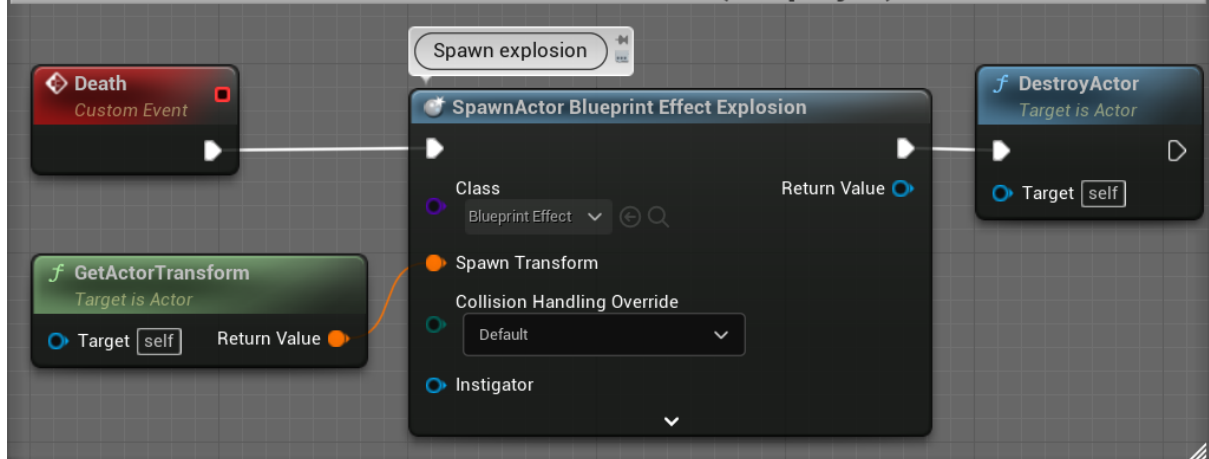 Spawn explosion
Death
Custom Event
SpawnActor Blueprint Effect Explosion
Class
Blueprint Effect
Return Value
Spawn Transform
Collision Handling Override
Default
Instigator
DestroyActor
Target is Actor
Target self
f GetActorTransform
Target is Actor
Target self Return Value